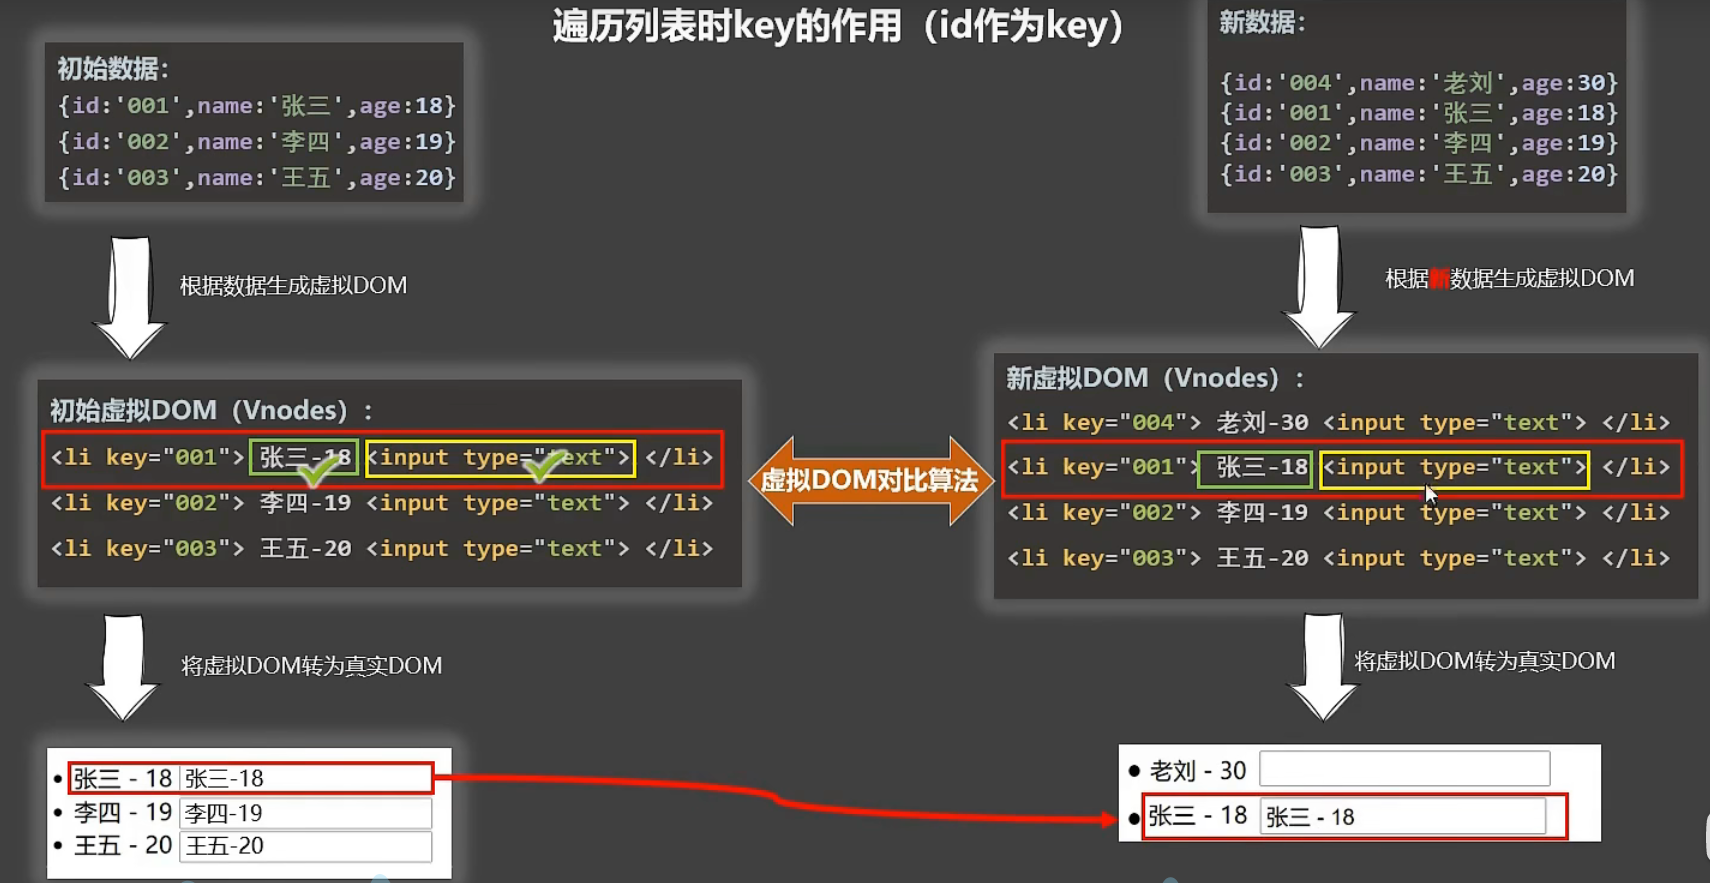 遍历列表时key的作用（id作为key）
初始数据：
{id:'001',name:'张三',age:18}
{id:'002',name:'李四',age:19}
{id:'003',name:'王五',age:20}
新数据：
{id:'004',name:'老刘',age:30}
{id:'001',name:'张三',age:18}
{id:'002',name:'李四',age:19}
{id:'003',name:'王五',age:20}
根据数据生成虚拟DOM
根据新数据生成虚拟DOM
初始虚拟DOM（Vnodes）：
<li key="001"> 张三-18 <input type="text"> </li>
<li key="002"> 李四-19 <input type="text"> </li>
<li key="003"> 王五-20 <input type="text"> </li>
虚拟DOM对比算法
新虚拟DOM（Vnodes）：
<li key="004"> 老刘-30 <input type="text"> </li>
<li key="001"> 张三-18 <input type="text"> </li>
<li key="002"> 李四-19 <input type="text"> </li>
<li key="003"> 王五-20 <input type="text"> </li>
将虚拟DOM转为真实DOM
将虚拟DOM转为真实DOM
• 张三 - 18 张三-18
• 李四 - 19 李四-19
• 王五 - 20 王五-20
• 老刘 - 30
• 张三 - 18 张三 - 18